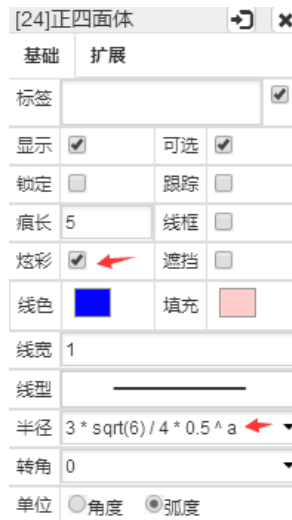 [24]正四面体
基础 扩展
标签
显示 可选
锁定 跟踪
痕长 5 线框
炫彩 遮挡
线色 填充
线宽 1
线型
半径 3 * sqrt(6) / 4 * 0.5 ^ a
转角 0
单位 角度 弧度